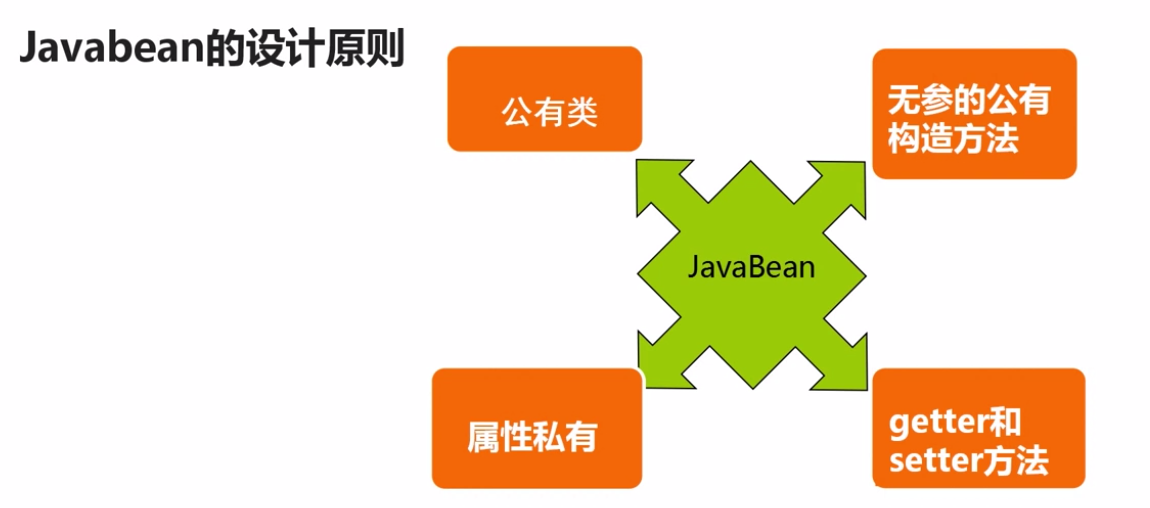 Javabean的设计原则
公有类
无参的公有
构造方法
JavaBean
属性私有
getter和
setter方法